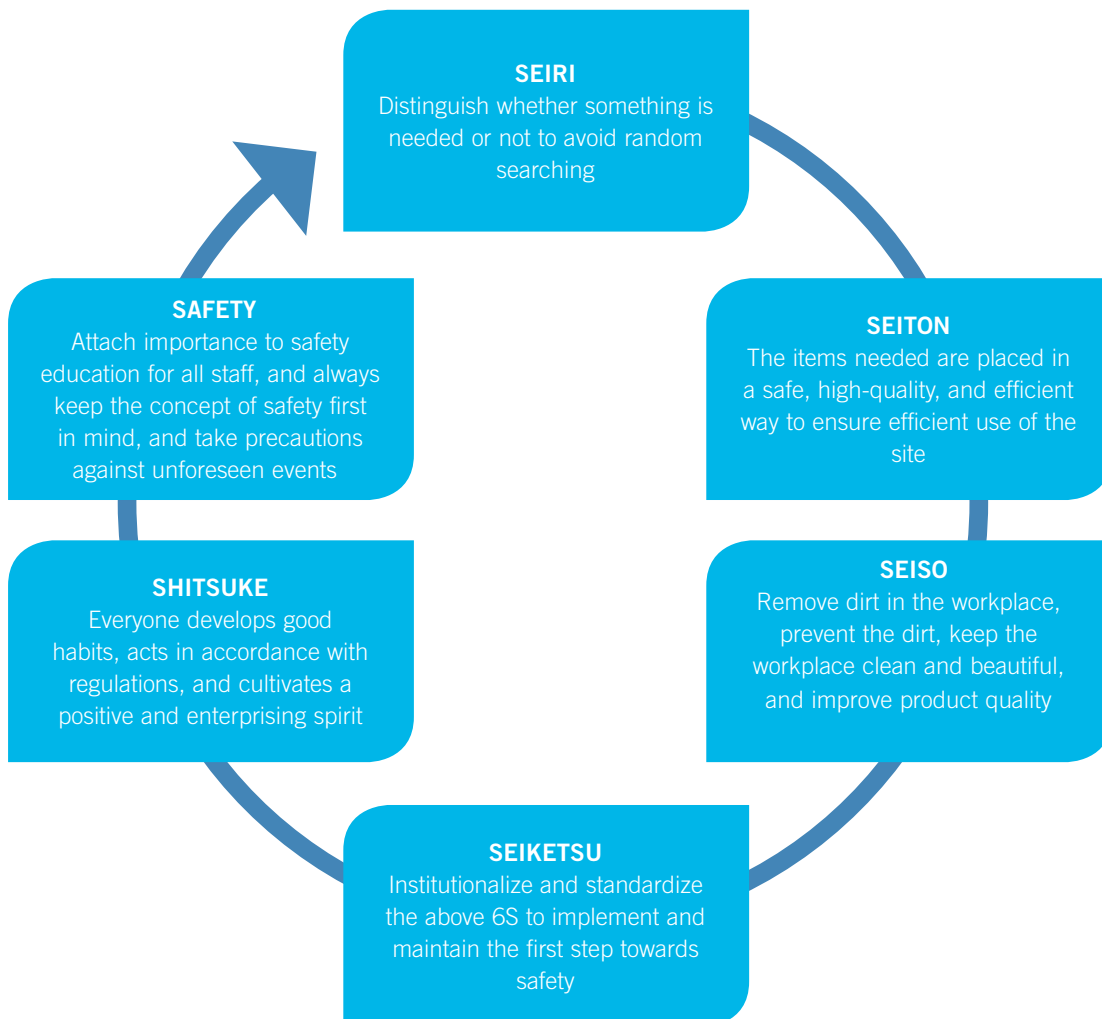 SEIRI
Distinguish whether something is
needed or not to avoid random
searching
SEITON
The items needed are placed in
a safe, high-quality, and efficient
way to ensure efficient use of the
site
SEISO
Remove dirt in the workplace,
prevent the dirt, keep the
workplace clean and beautiful,
and improve product quality
SEIKETSU
Institutionalize and standardize
the above 6S to implement and
maintain the first step towards
safety
SHITSUKE
Everyone develops good
habits, acts in accordance with
regulations, and cultivates a
positive and enterprising spirit
SAFETY
Attach importance to safety
education for all staff, and always
keep the concept of safety first
in mind, and take precautions
against unforeseen events